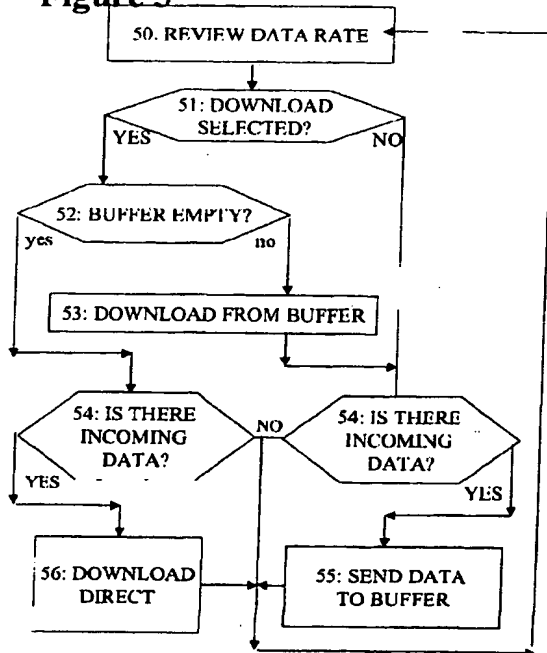 Figure 5
50. REVIEW DATA RATE
51: DOWNLOAD
SELECTED?
YES
NO
52: BUFFER EMPTY?
yes
no
53: DOWNLOAD FROM BUFFER
54: IS THERE
INCOMING
DATA?
NO
54: IS THERE
INCOMING
DATA?
YES
YES
56: DOWNLOAD
DIRECT
55: SEND DATA
TO BUFFER